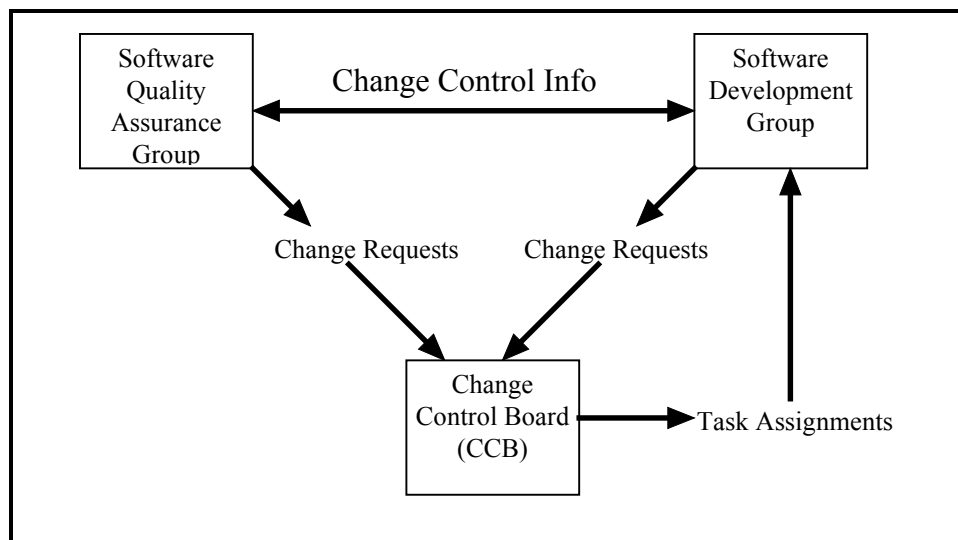 Software
Quality
Assurance
Group
Change Control Info
Software
Development
Group
Change Requests
Change Requests
Change
Control Board
(CCB)
Task Assignments